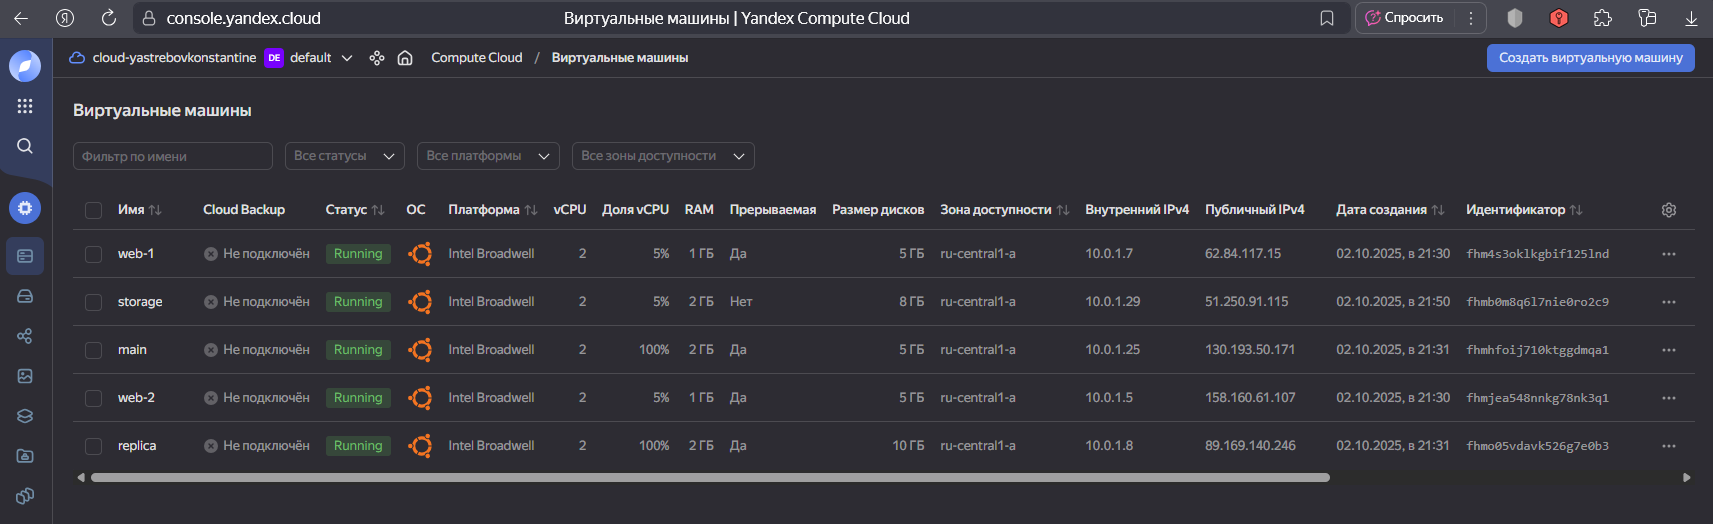 console.yandex.cloud Виртуальные машины | Yandex Compute Cloud Спросить
cloud-yastrebovkonstantine DE default Compute Cloud / Виртуальные машины Создать виртуальную машину
Виртуальные машины
Фильтр по имени Все статусы Все платформы Все зоны доступности
Имя Cloud Backup Статус ОС Платформа vCPU Доля vCPU RAM Прерываемая Размер дисков Зона доступности Внутренний IPv4 Публичный IPv4 Дата создания Идентификатор
web-1 Не подключён Running Intel Broadwell 2 5% 1 ГБ Да 5 ГБ ru-central1-a 10.0.1.7 62.84.117.15 02.10.2025, в 21:30 fhm4s3oklkgbif125lnd
storage Не подключён Running Intel Broadwell 2 5% 2 ГБ Нет 8 ГБ ru-central1-a 10.0.1.29 51.250.91.115 02.10.2025, в 21:50 fhmb0m8q6l7nie0ro2c9
main Не подключён Running Intel Broadwell 2 100% 2 ГБ Да 5 ГБ ru-central1-a 10.0.1.25 130.193.50.171 02.10.2025, в 21:31 fhmhfoij710ktggdmqa1
web-2 Не подключён Running Intel Broadwell 2 5% 1 ГБ Да 5 ГБ ru-central1-a 10.0.1.5 158.160.61.107 02.10.2025, в 21:30 fhmjea548nnkg78nk3q1
replica Не подключён Running Intel Broadwell 2 100% 2 ГБ Да 10 ГБ ru-central1-a 10.0.1.8 89.169.140.246 02.10.2025, в 21:31 fhmo05vdavk526g7e0b3